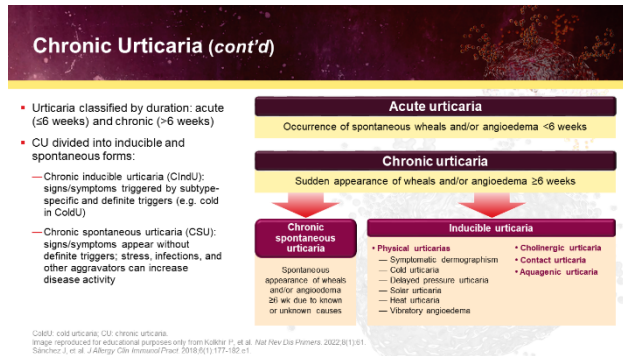 Chronic Urticaria (cont'd)
▪ Urticaria classified by duration: acute
(≤6 weeks) and chronic (>6 weeks)
▪ CU divided into inducible and
spontaneous forms:
— Chronic inducible urticaria (CIndU):
signs/symptoms triggered by subtype-
specific and definite triggers (e.g. cold
in ColdU)
— Chronic spontaneous urticaria (CSU):
signs/symptoms appear without
definite triggers; stress, infections, and
other aggravators can increase
disease activity
Acute urticaria
Occurrence of spontaneous wheals and/or angioedema <6 weeks
Chronic urticaria
Sudden appearance of wheals and/or angioedema ≥6 weeks
Chronic
spontaneous
urticaria
Spontaneous
appearance of wheals
and/or angioedema
≥6 wk due to known
or unknown causes
Inducible urticaria
• Physical urticarias
— Symptomatic dermographism
— Cold urticaria
— Delayed pressure urticaria
— Solar urticaria
— Heat urticaria
— Vibratory angioedema
• Cholinergic urticaria
• Contact urticaria
• Aquagenic urticaria
ColdU: cold urticaria; CU: chronic urticaria.
Image reproduced for educational purposes only from Kolkhir P, et al. Nat Rev Dis Primers. 2022;8(1):61.
Sánchez J, et al. J Allergy Clin Immunol Pract. 2018;6(1):177-182.e1.